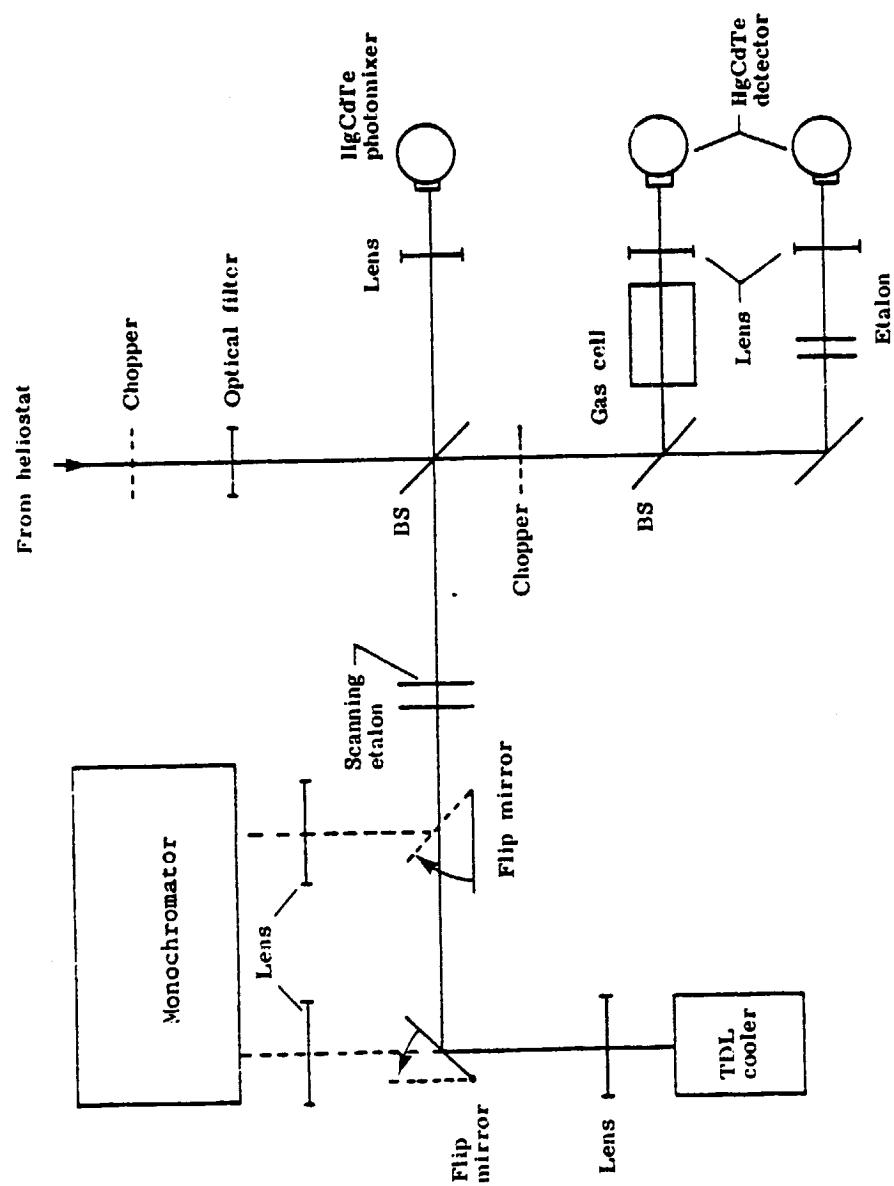 From heliostat
Chopper
Optical filter
HgCdTe
photomixer
Lens
BS
Chopper
BS
Gas cell
Lens
HgCdTe
detector
Etalon
Scanning
etalon
Flip mirror
Monochromator
Lens
Flip
mirror
Lens
TDL
cooler